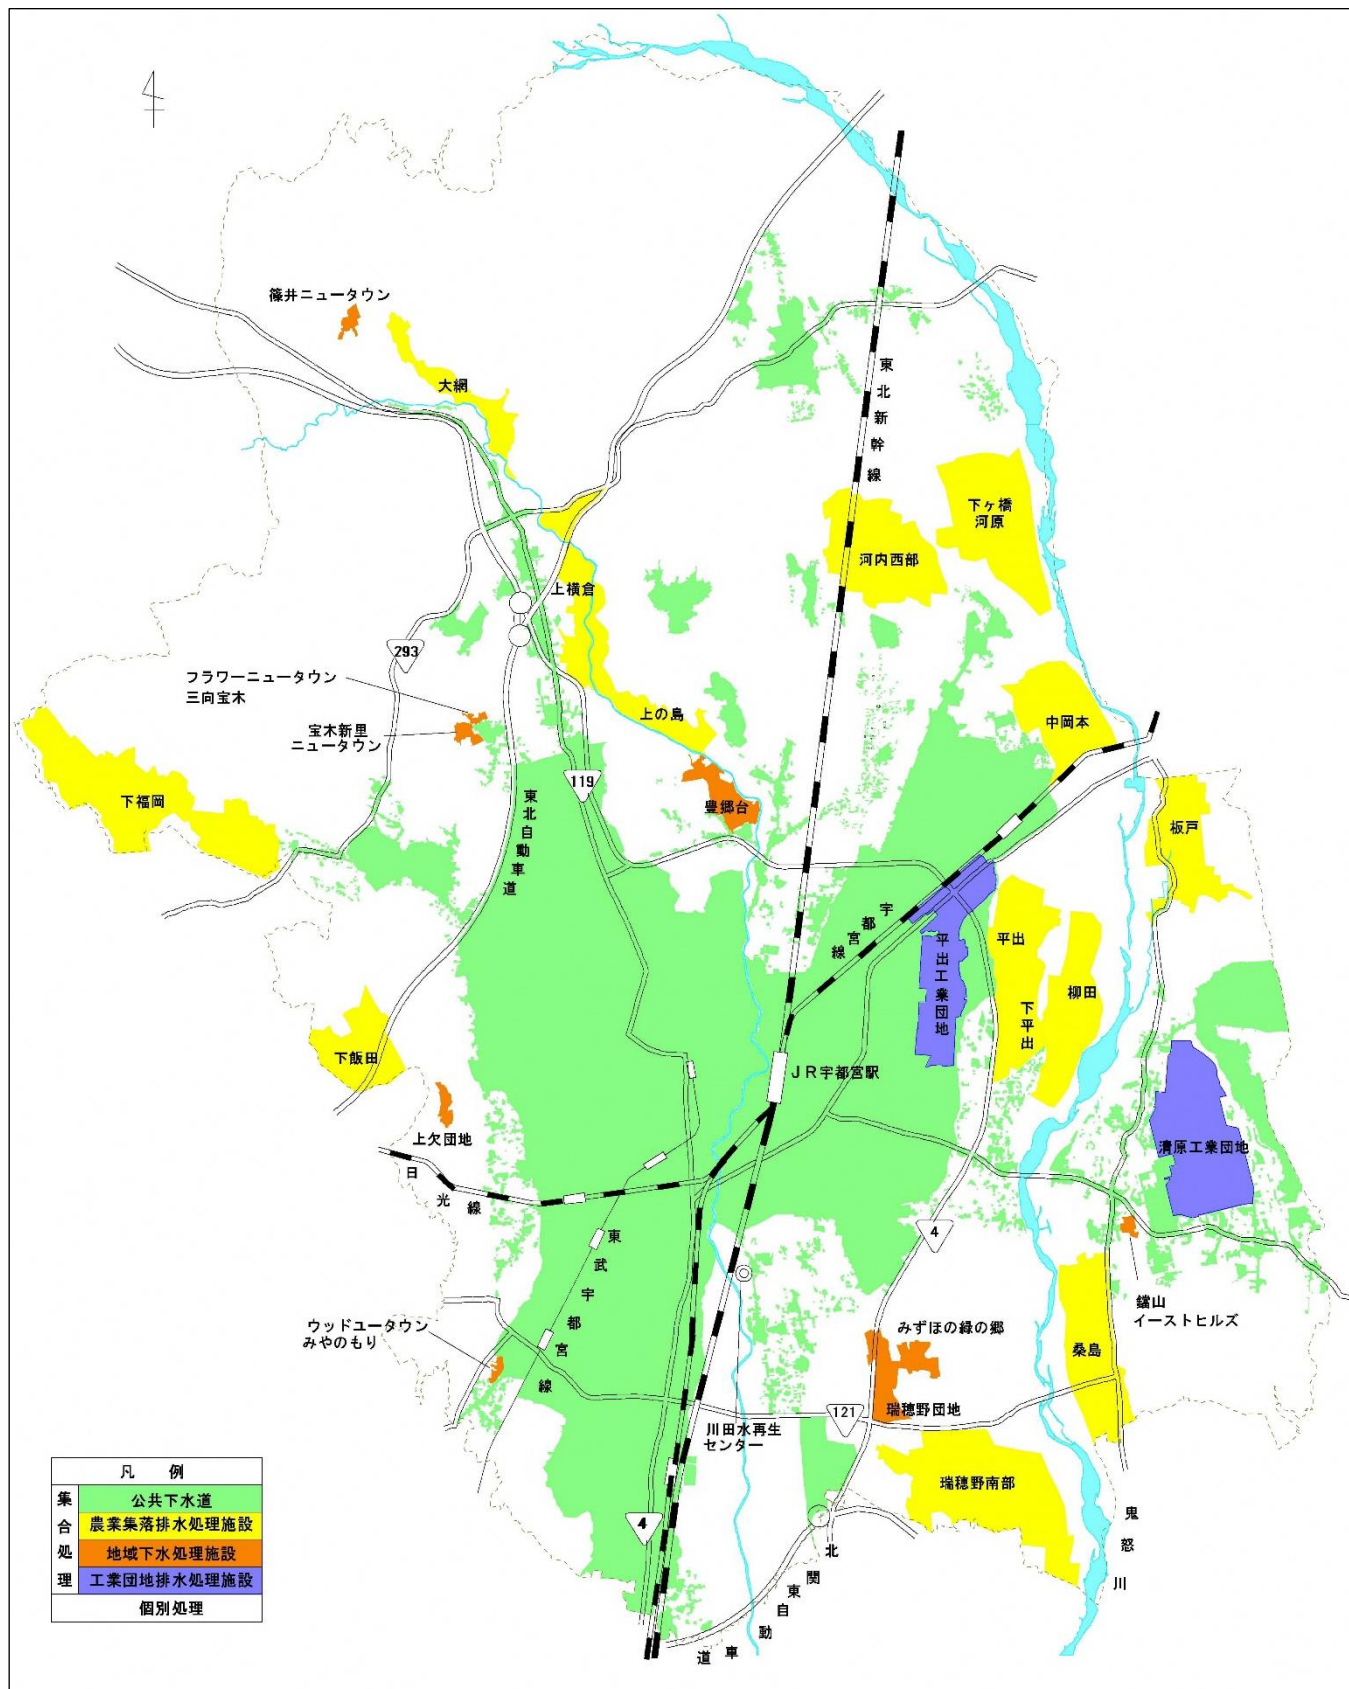 篠井ニュータウン
大網
東北新幹線
下ヶ橋
河原
河内西部
上横倉
293
フラワーニュータウン
三向宝木
宝木新里
ニュータウン
上の島
中岡本
119
豊郷台
下福岡
東北自動車道
板戸
宇都宮線
平出工業団地
平出
下平出
柳田
下飯田
JR宇都宮駅
上欠団地
日光線
清原工業団地
4
東武宇都宮線
鐺山
イーストヒルズ
ウッドユータウン
みやのもり
みずほの緑の郷
桑島
瑞穂野団地
121
川田水再生
センター
瑞穂野南部
4
鬼怒川
北関東自動車道
凡例
集合処理
公共下水道
農業集落排水処理施設
地域下水処理施設
工業団地排水処理施設
個別処理